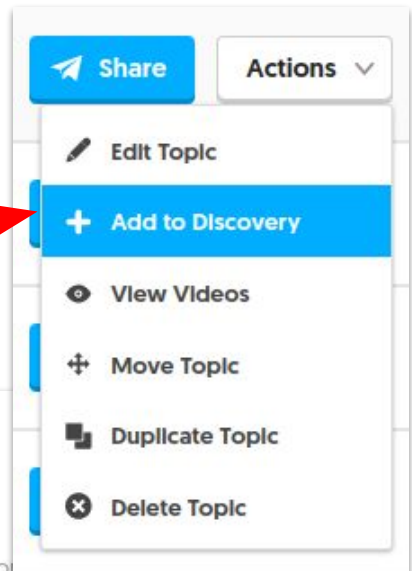 Share
Actions
Edit Topic
Add to Discovery
View Videos
Move Topic
Duplicate Topic
Delete Topic